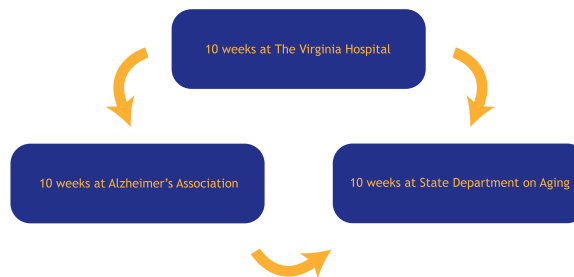 10 weeks at The Virginia Hospital
10 weeks at Alzheimer’s Association
10 weeks at State Department on Aging